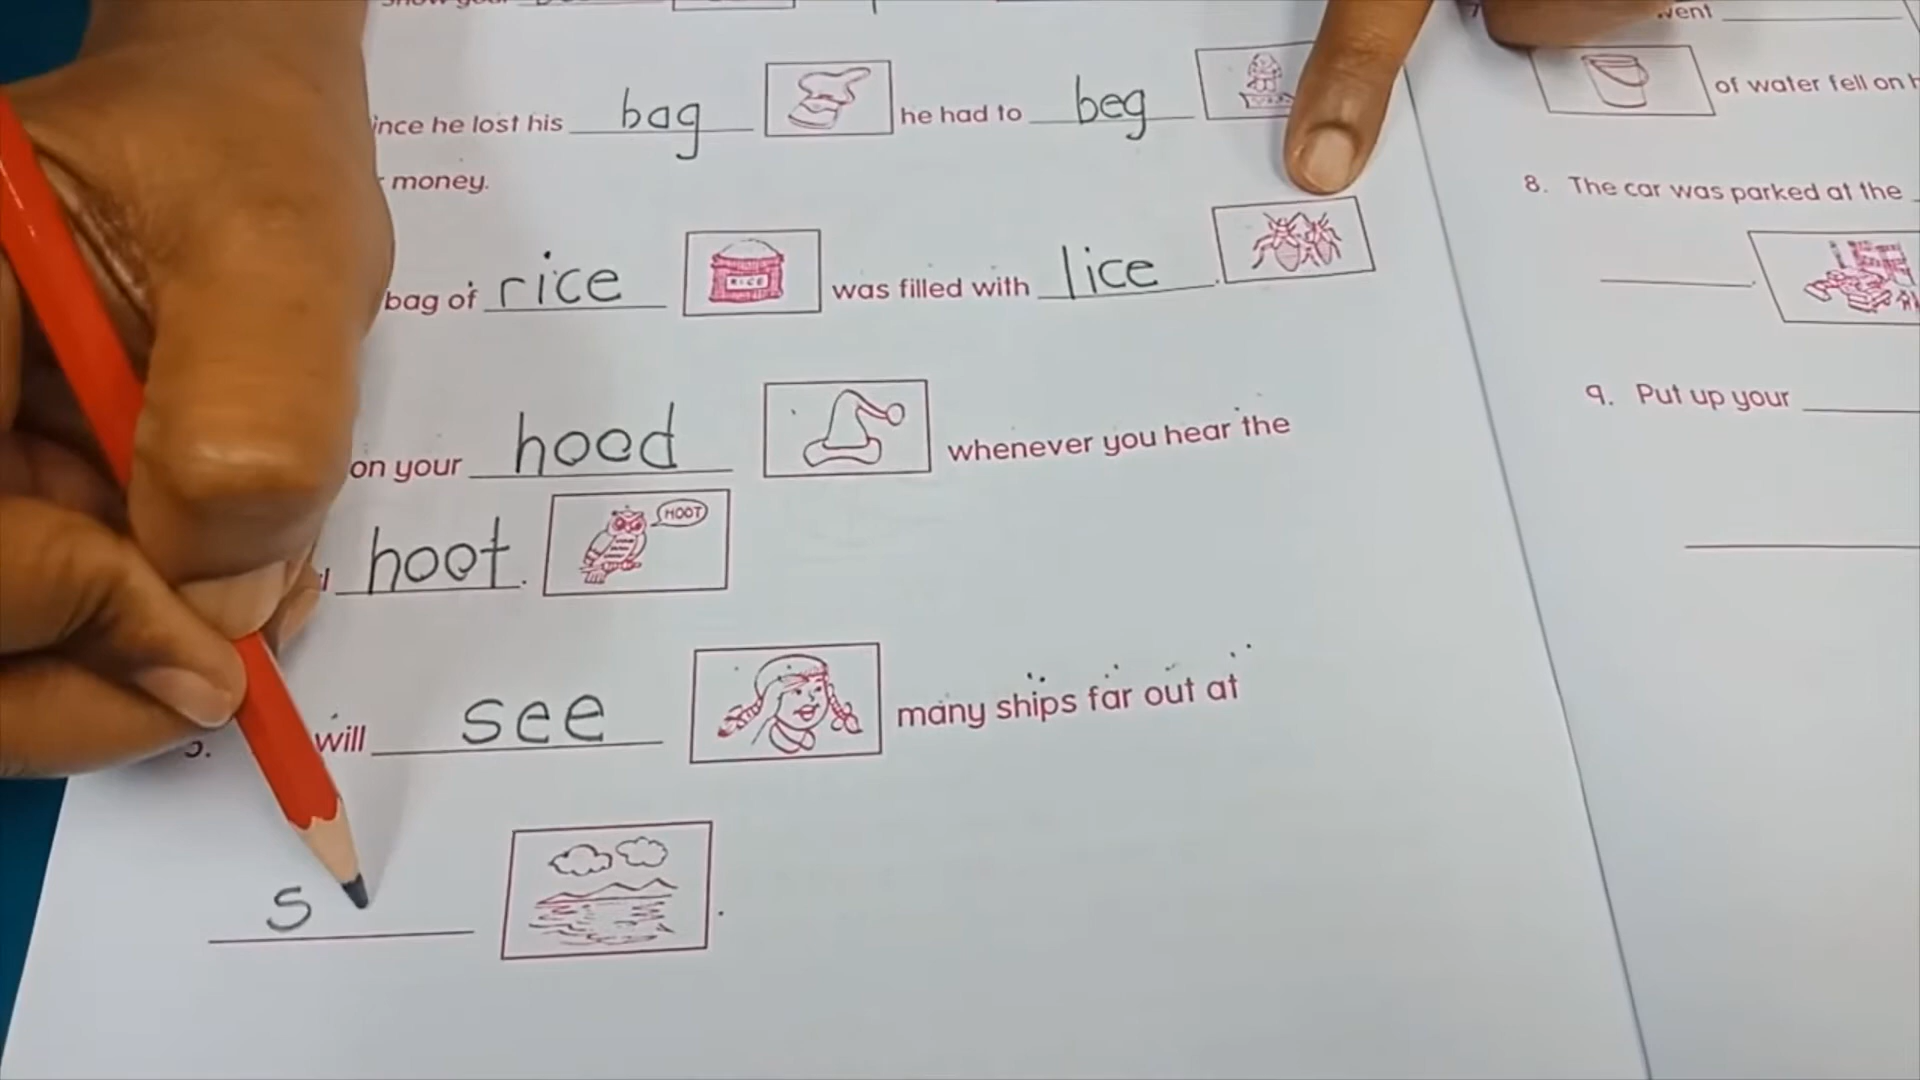 ince he lost his bag he had to beg
money.
bag of rice RICE was filled with lice .
on your hood whenever you hear the
hoot . HOOT
5. will see many ships far out at
s .
went
of water fell on
8. The car was parked at the
9. Put up your